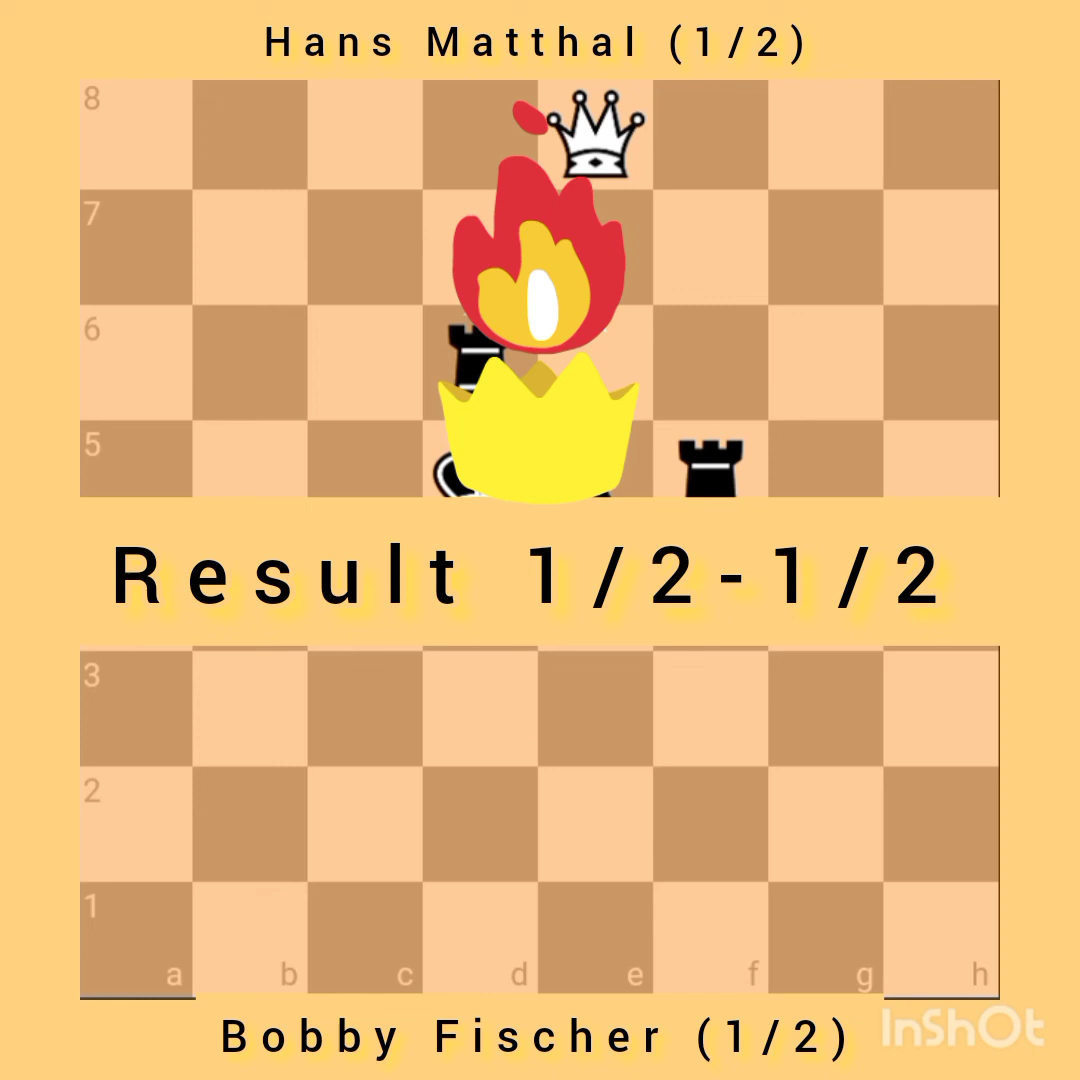 Hans Matthal (1/2)
8
7
6
5
Result 1/2-1/2
3
2
1
a b c d e f g h
Bobby Fischer (1/2)
InShOt